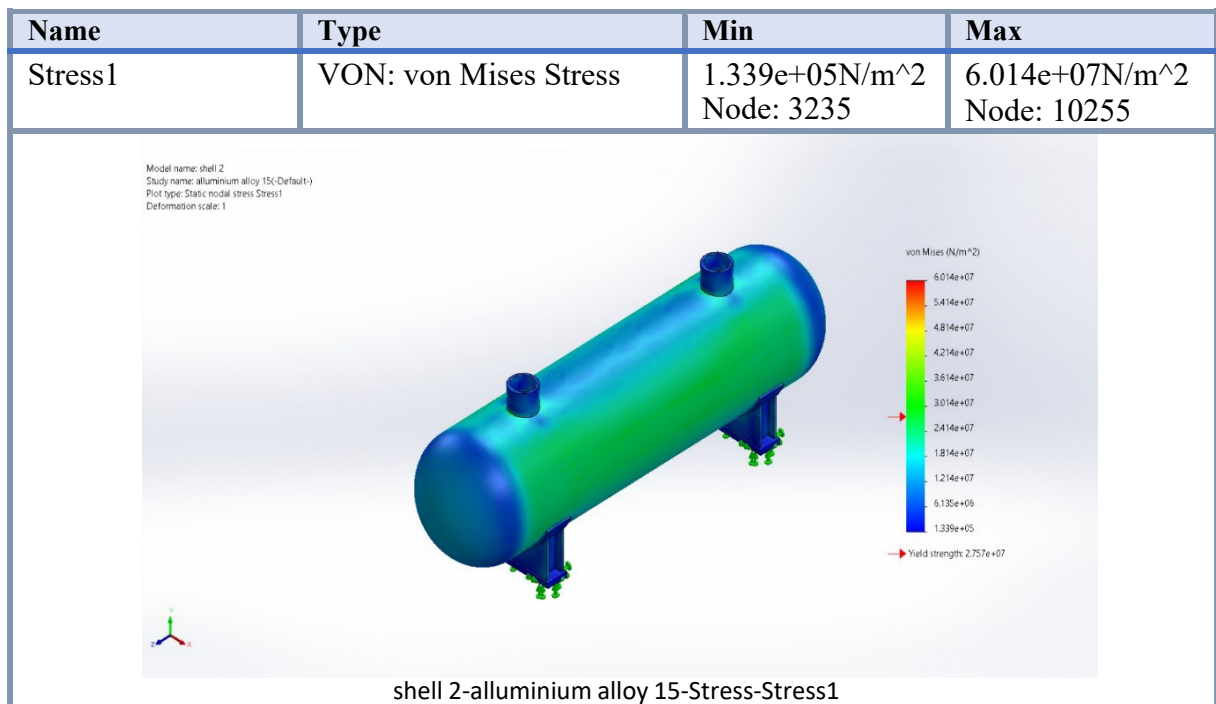 Name Type Min Max
Stress1 VON: von Mises Stress 1.339e+05N/m^2 6.014e+07N/m^2
Node: 3235 Node: 10255
Model name: shell 2
Study name: alluminium alloy 15(-Default-)
Plot type: Static nodal stress Stress1
Deformation scale: 1
von Mises (N/m^2)
6.014e+07
5.414e+07
4.814e+07
4.214e+07
3.614e+07
3.014e+07
2.414e+07
1.814e+07
1.214e+07
6.135e+06
1.339e+05
Yield strength: 2.757e+07
Y
Z X
shell 2-alluminium alloy 15-Stress-Stress1